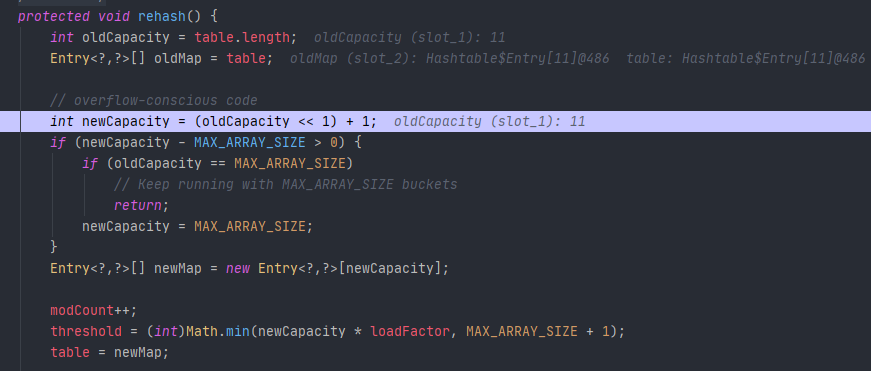 protected void rehash() {
int oldCapacity = table.length; oldCapacity (slot_1): 11
Entry<?,?>[] oldMap = table; oldMap (slot_2): Hashtable$Entry[11]@486 table: Hashtable$Entry[11]@486
// overflow-conscious code
int newCapacity = (oldCapacity << 1) + 1; oldCapacity (slot_1): 11
if (newCapacity - MAX_ARRAY_SIZE > 0) {
if (oldCapacity == MAX_ARRAY_SIZE)
// Keep running with MAX_ARRAY_SIZE buckets
return;
newCapacity = MAX_ARRAY_SIZE;
}
Entry<?,?>[] newMap = new Entry<?,?>[newCapacity];
modCount++;
threshold = (int)Math.min(newCapacity * loadFactor, MAX_ARRAY_SIZE + 1);
table = newMap;